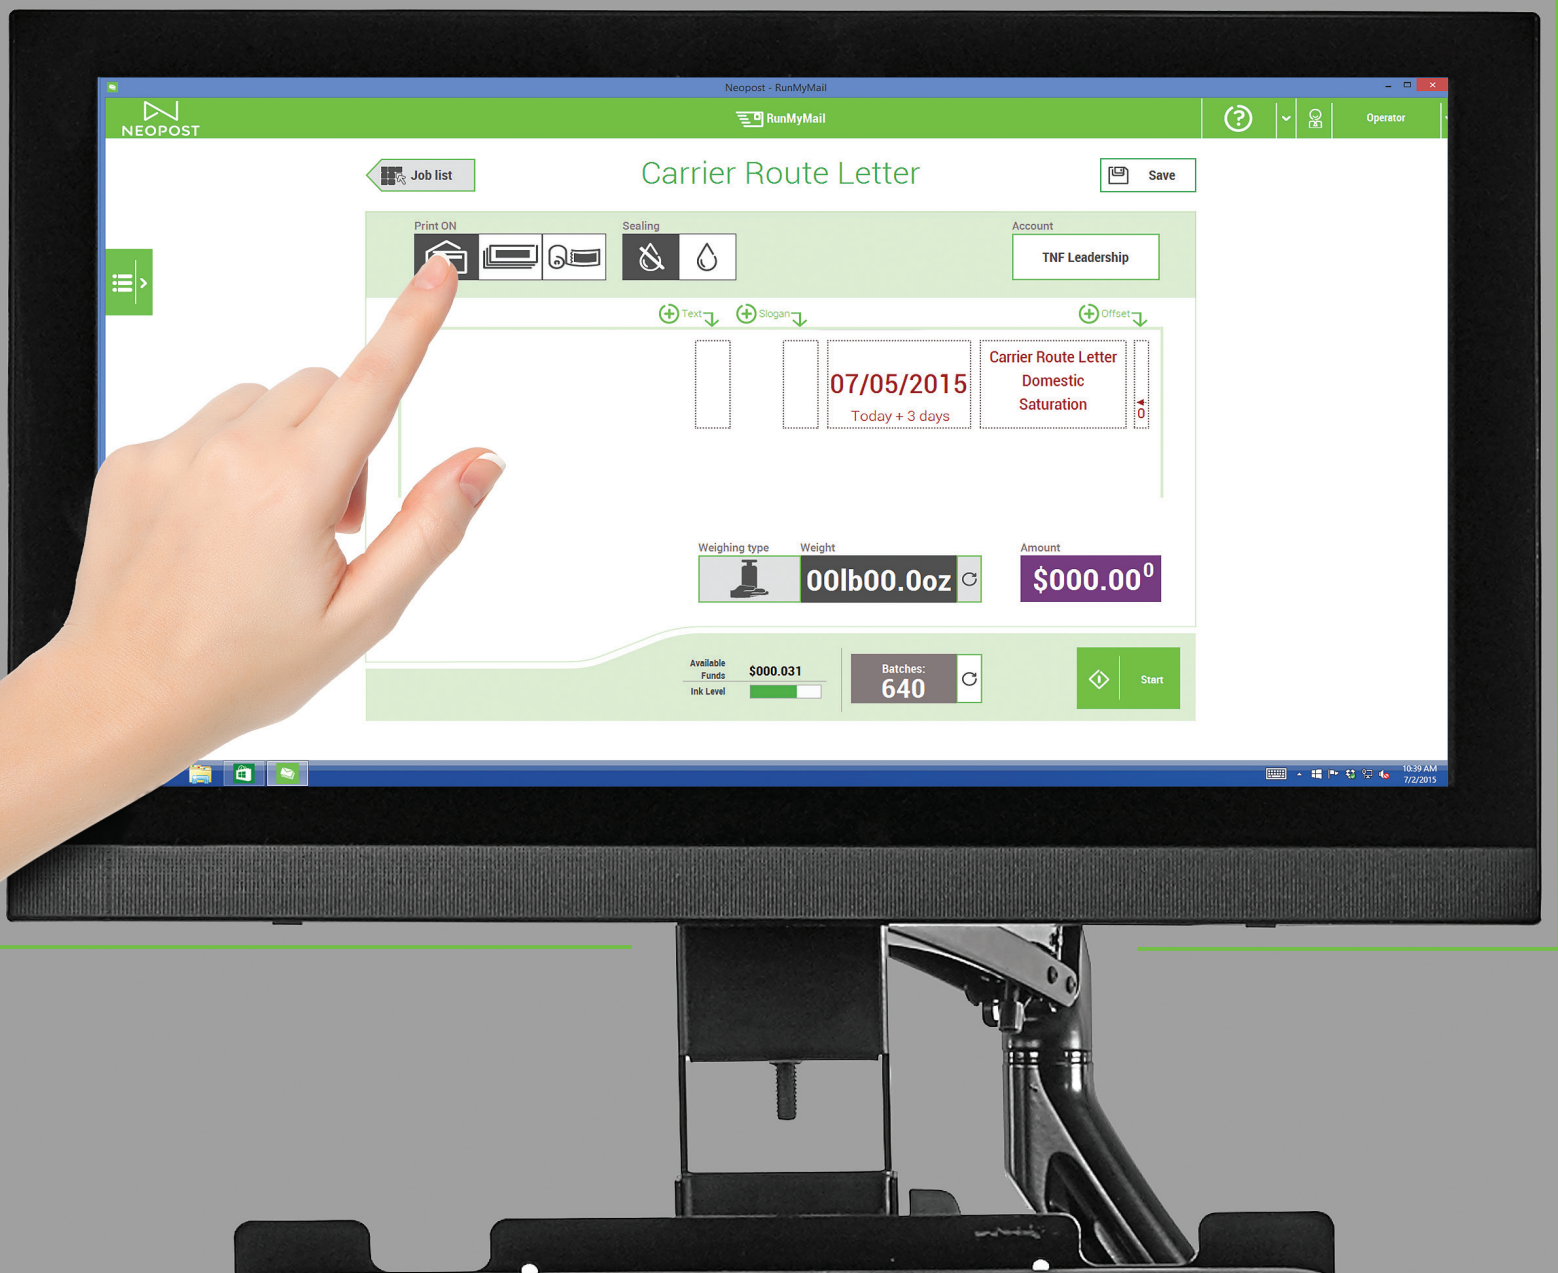 Neopost - RunMyMail
NEOPOST
RunMyMail
Operator
Job list
Carrier Route Letter
Save
Print ON
Sealing
Account
TNF Leadership
Text
Slogan
Offset
07/05/2015
Today + 3 days
Carrier Route Letter
Domestic
Saturation
0
Weighing type
Weight
Amount
00lb00.0oz
$000.00⁰
Available
Funds
$000.031
Ink Level
Batches:
640
Start
10:39 AM
7/2/2015